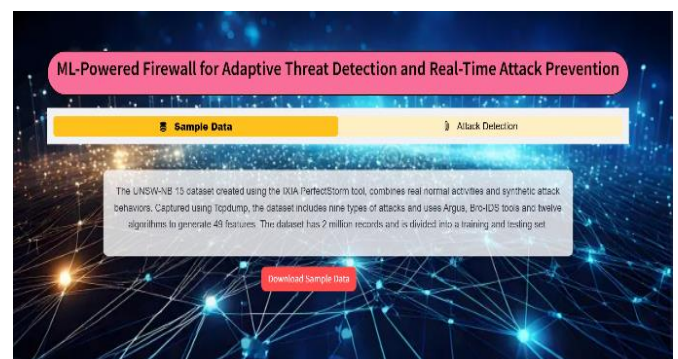 ML-Powered Firewall for Adaptive Threat Detection and Real-Time Attack Prevention
Sample Data
Attack Detection
The UNSW-NB 15 dataset created using the IXIA PerfectStorm tool, combines real normal activities and synthetic attack
behaviors. Captured using Tcpdump, the dataset includes nine types of attacks and uses Argus, Bro-IDS tools and twelve
algorithms to generate 49 features. The dataset has 2 million records and is divided into a training and testing set
Download Sample Data